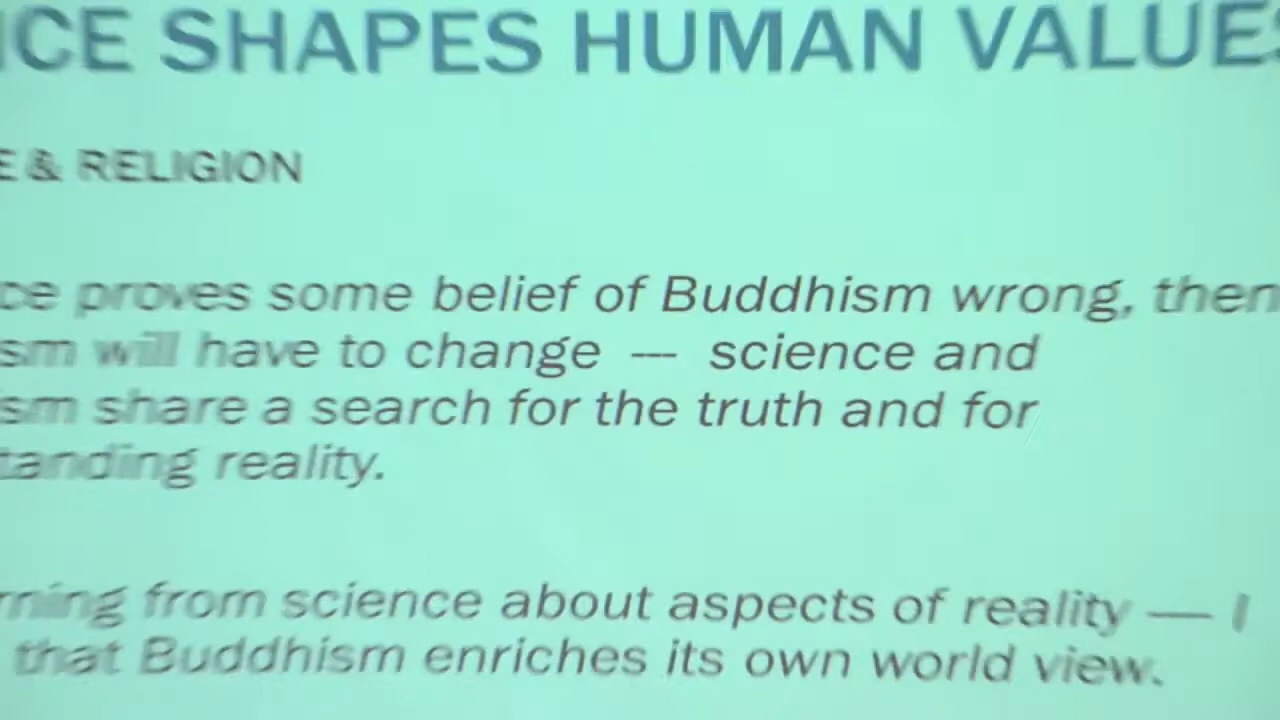 ICE SHAPES HUMAN VALUES
E & RELIGION
ce proves some belief of Buddhism wrong, then
sm will have to change --- science and
sm share a search for the truth and for
tanding reality.
rning from science about aspects of reality — I
that Buddhism enriches its own world view.